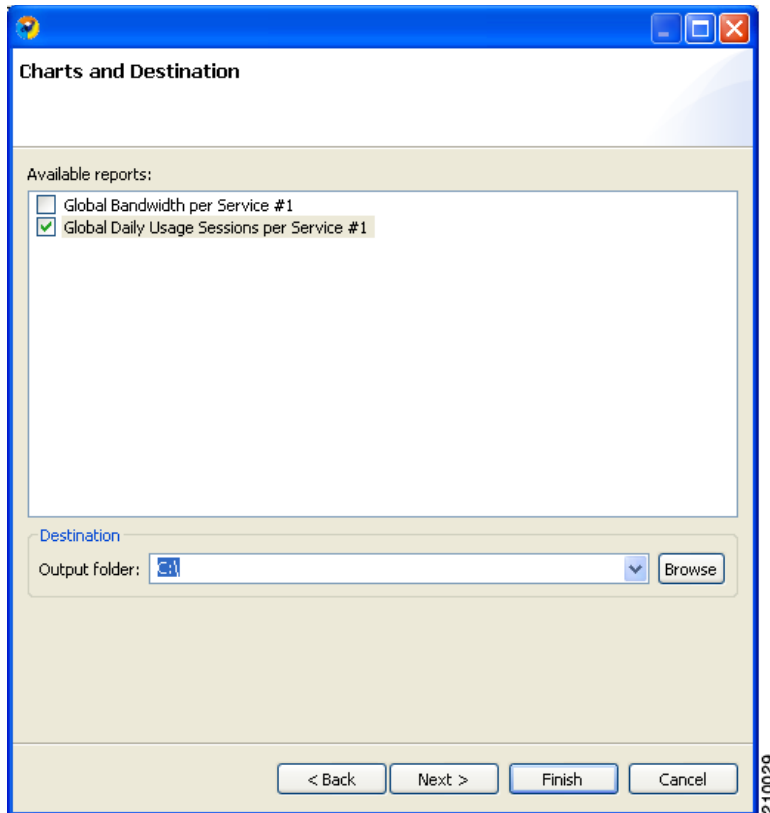 Charts and Destination
Available reports:
Global Bandwidth per Service #1
Global Daily Usage Sessions per Service #1
Destination
Output folder: C:\ Browse
< Back Next > Finish Cancel
210029